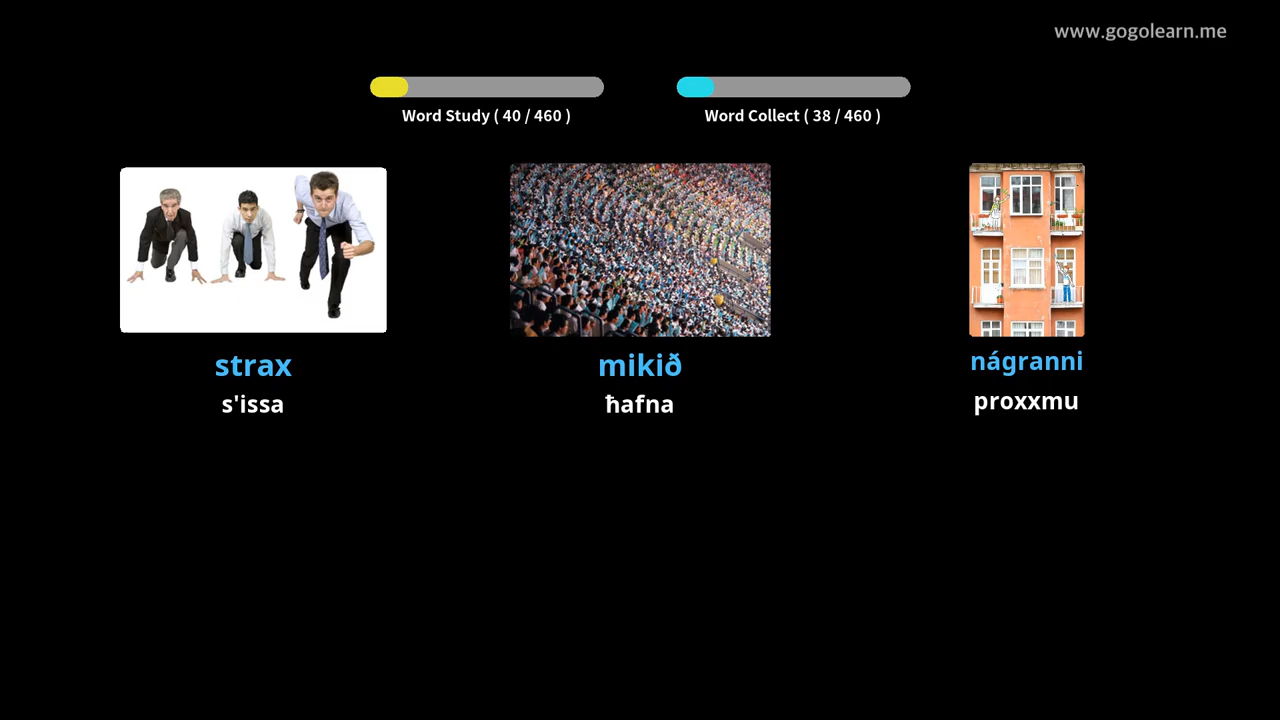 www.gogolearn.me
Word Study ( 40 / 460 )
Word Collect ( 38 / 460 )
strax
s'issa
mikið
ħafna
nágranni
proxxmu